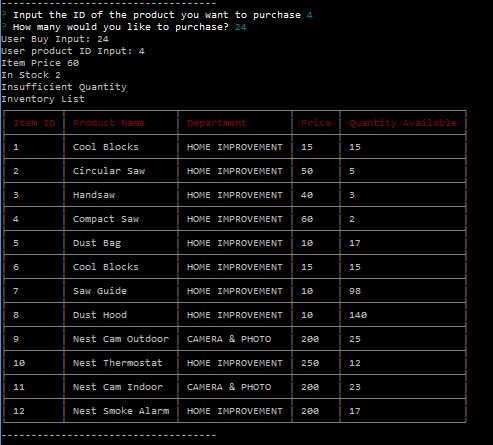 -----------------------------------
? Input the ID of the product you want to purchase 4
? How many would you like to purchase? 24
User Buy Input: 24
User product ID Input: 4
Item Price 60
In Stock 2
Insufficient Quantity
Inventory List
Item ID Product Name Department Price Quantity Available
1 Cool Blocks HOME IMPROVEMENT 15 15
2 Circular Saw HOME IMPROVEMENT 50 5
3 Handsaw HOME IMPROVEMENT 40 3
4 Compact Saw HOME IMPROVEMENT 60 2
5 Dust Bag HOME IMPROVEMENT 10 17
6 Cool Blocks HOME IMPROVEMENT 15 15
7 Saw Guide HOME IMPROVEMENT 10 98
8 Dust Hood HOME IMPROVEMENT 10 140
9 Nest Cam Outdoor CAMERA & PHOTO 200 25
10 Nest Thermostat HOME IMPROVEMENT 250 12
11 Nest Cam Indoor CAMERA & PHOTO 200 23
12 Nest Smoke Alarm HOME IMPROVEMENT 200 17
-----------------------------------